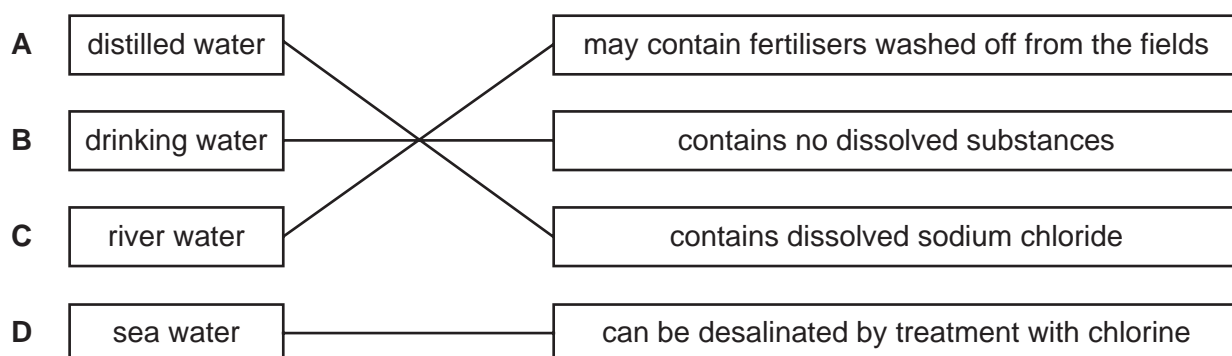 A distilled water may contain fertilisers washed off from the fields
B drinking water contains no dissolved substances
C river water contains dissolved sodium chloride
D sea water can be desalinated by treatment with chlorine